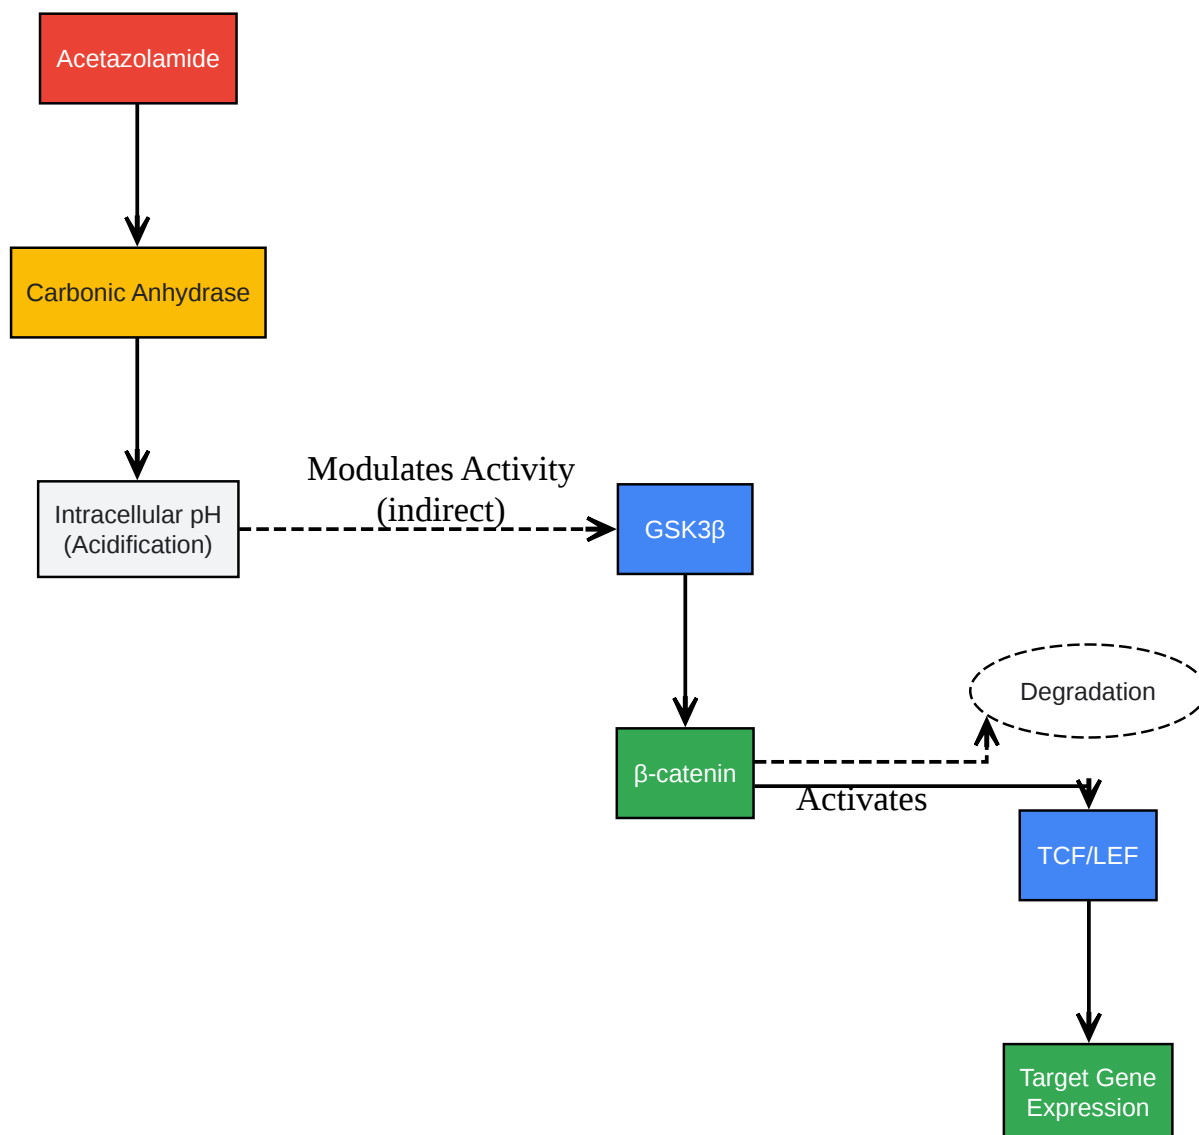 Acetazolamide
Carbonic Anhydrase
Intracellular pH
(Acidification)
Modulates Activity
(indirect)
GSK3β
β-catenin
Degradation
Activates
TCF/LEF
Target Gene
Expression